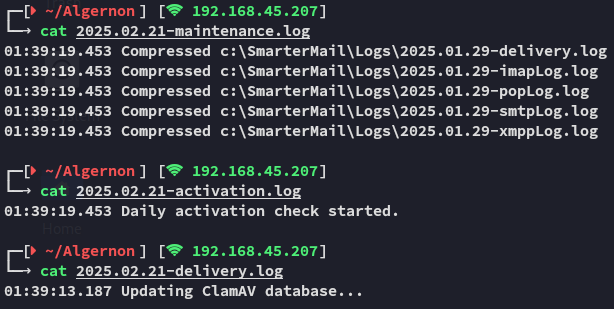 [ ~/Algernon ] [ 192.168.45.207]
cat 2025.02.21-maintenance.log
01:39:19.453 Compressed c:\SmarterMail\Logs\2025.01.29-delivery.log
01:39:19.453 Compressed c:\SmarterMail\Logs\2025.01.29-imapLog.log
01:39:19.453 Compressed c:\SmarterMail\Logs\2025.01.29-popLog.log
01:39:19.453 Compressed c:\SmarterMail\Logs\2025.01.29-smtpLog.log
01:39:19.453 Compressed c:\SmarterMail\Logs\2025.01.29-xmppLog.log
[ ~/Algernon ] [ 192.168.45.207]
cat 2025.02.21-activation.log
01:39:19.453 Daily activation check started.
Home
[ ~/Algernon ] [ 192.168.45.207]
cat 2025.02.21-delivery.log
01:39:13.187 Updating ClamAV database...